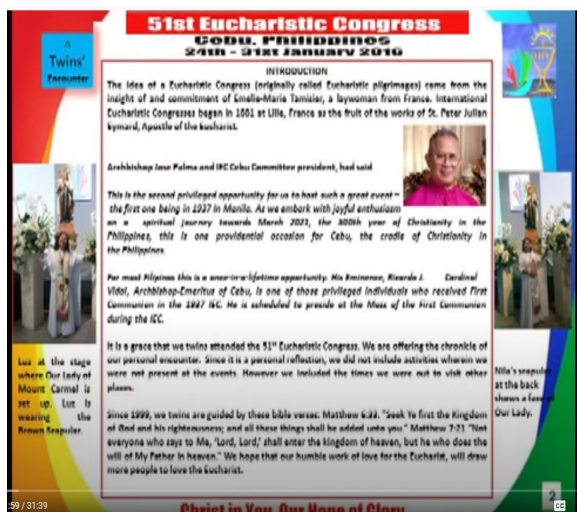 51st Eucharistic Congress
Cebu, Philippines
24th - 31st January 2016
A
Twins'
Encounter
INTRODUCTION
The idea of a Eucharistic Congress (originally called Eucharistic pilgrimages) came from the
insight of and commitment of Emelie-Marie Tamisier, a laywoman from France. International
Eucharistic Congresses began in 1881 at Lille, France as the fruit of the works of St. Peter Julian
Eymard, Apostle of the Eucharist.
Archbishop Jose Palma and IEC Cebu Committee president, had said
This is the second privileged opportunity for us to host such a great event –
the first one being in 1937 in Manila. As we embark with joyful enthusiasm
on a spiritual journey towards March 2021, the 500th year of Christianity in the
Philippines, this is one providential occasion for Cebu, the cradle of Christianity in
the Philippines.
For most Filipinos this is a once-in-a-lifetime opportunity. His Eminence, Ricardo J. Cardinal
Vidal, Archbishop-Emeritus of Cebu, is one of those privileged individuals who received First
Communion in the 1937 IEC. He is scheduled to preside at the Mass of the First Communion
during the IEC.
It is a grace that we twins attended the 51st Eucharistic Congress. We are offering the chronicle of
our personal encounter. Since it is a personal reflection, we did not include activities wherein we
were not present at the events. However we included the times we were out to visit other
places.
Since 1999, we twins are guided by these bible verses: Matthew 6:33. "Seek Ye first the Kingdom
of God and his righteousness; and all these things shall be added unto you." Matthew 7:21 "Not
everyone who says to Me, 'Lord, Lord,' shall enter the kingdom of heaven, but he who does the
will of My Father in heaven." We hope that our humble work of love for the Eucharist, will draw
more people to love the Eucharist.
Luz at the stage
where Our Lady of
Mount Carmel is
set up. Luz is
wearing the
Brown Scapular.
Nila's scapular
at the back
shows a face of
Our Lady.
Christ in You, Our Hope of Glory
2
:59 / 31:39
CC